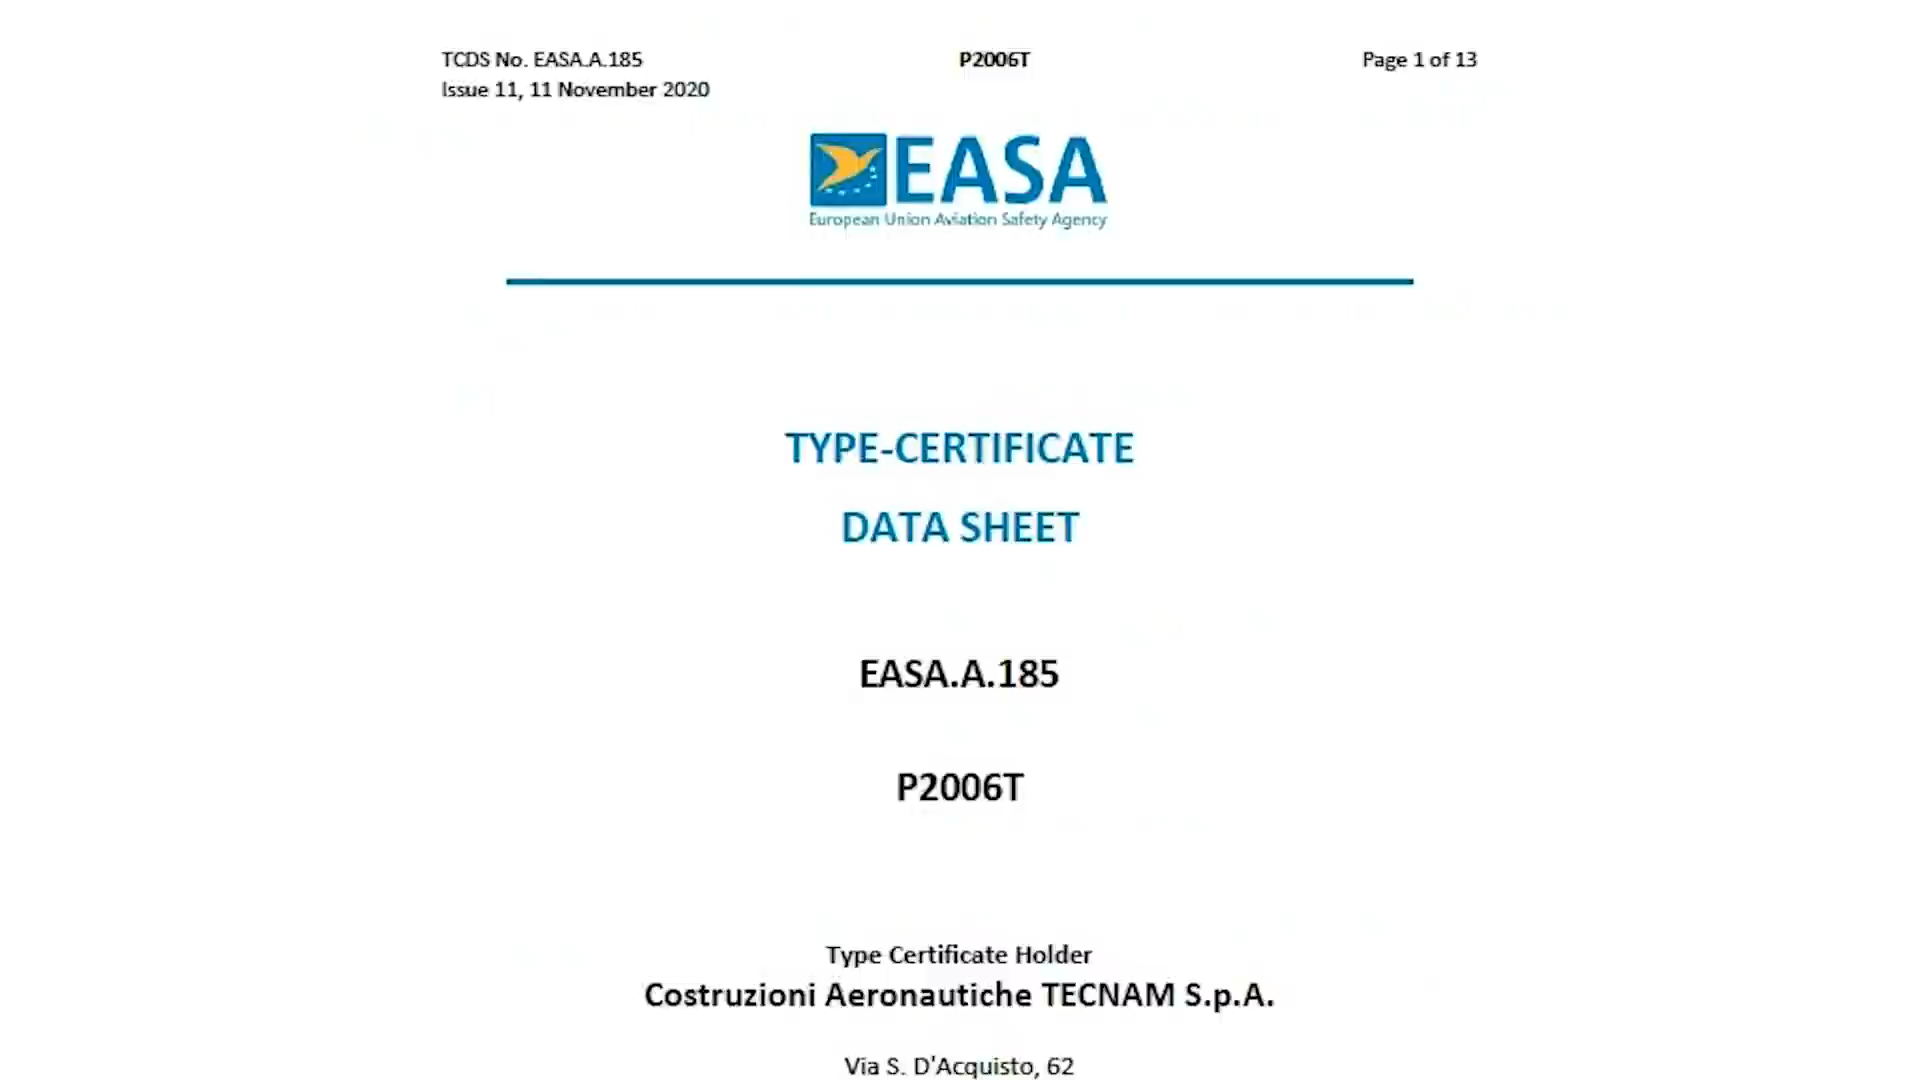 TCDS No. EASA.A.185 P2006T Page 1 of 13
Issue 11, 11 November 2020
EASA
European Union Aviation Safety Agency
TYPE-CERTIFICATE
DATA SHEET
EASA.A.185
P2006T
Type Certificate Holder
Costruzioni Aeronautiche TECNAM S.p.A.
Via S. D'Acquisto, 62